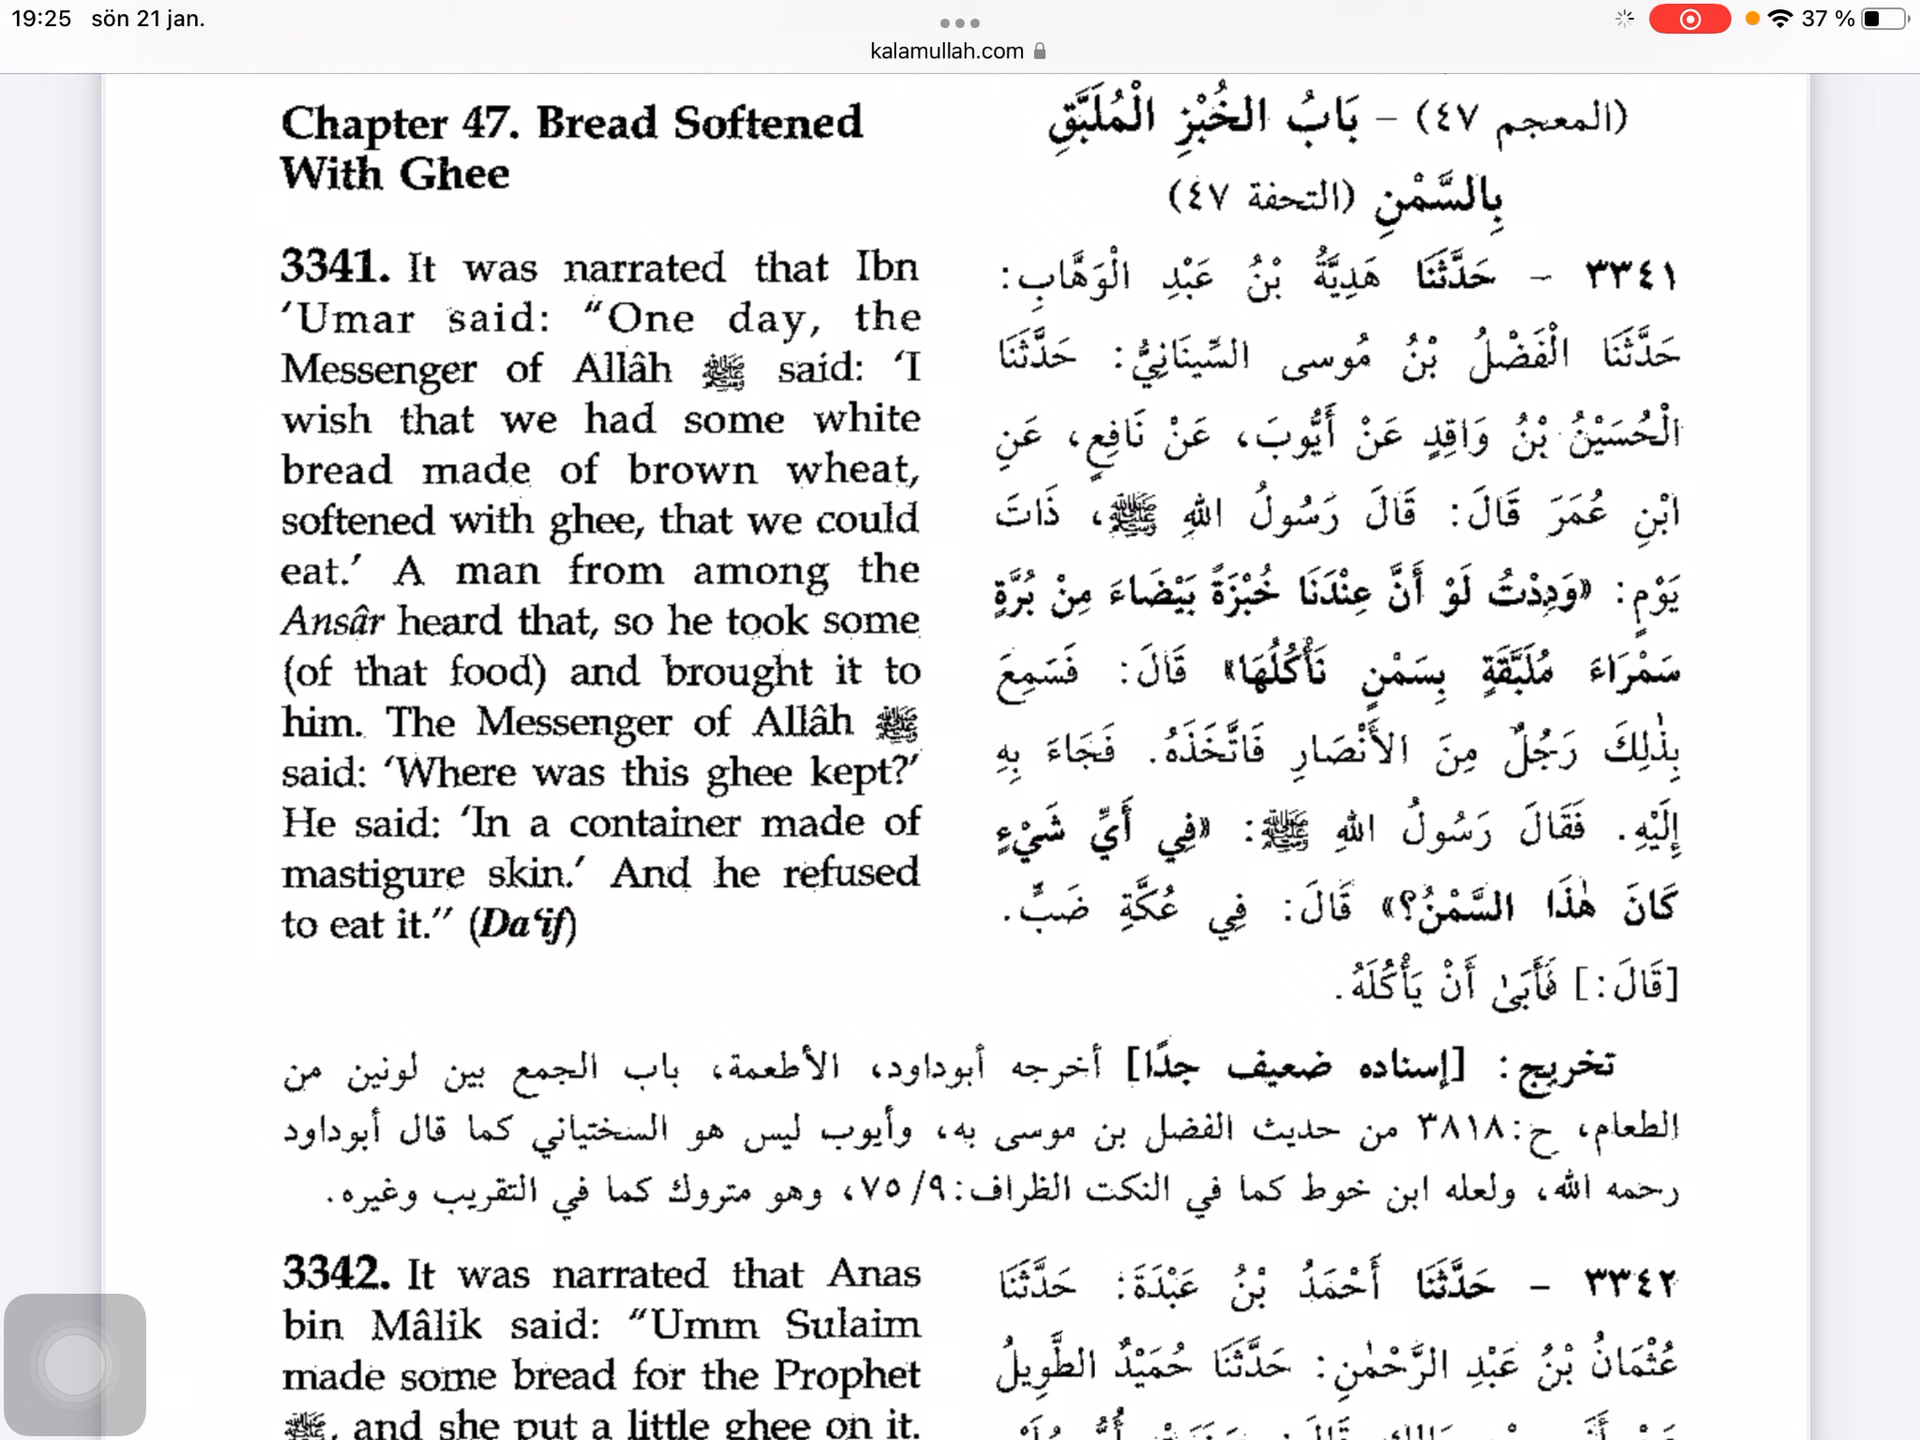 19:25 sön 21 jan.
37 %
kalamullah.com
Chapter 47. Bread Softened
With Ghee
(المعجم ٤٧) – بَابُ الخُبْزِ الْمُلَبَّقِ
بِالسَّمْنِ (التحفة ٤٧)
3341. It was narrated that Ibn
‘Umar said: “One day, the
Messenger of Allâh ﷺ said: ‘I
wish that we had some white
bread made of brown wheat,
softened with ghee, that we could
eat.’ A man from among the
Ansâr heard that, so he took some
(of that food) and brought it to
him. The Messenger of Allâh ﷺ
said: ‘Where was this ghee kept?’
He said: ‘In a container made of
mastigure skin.’ And he refused
to eat it.” (Da‘if)
٣٣٤١ – حَدَّثَنَا هَدِيَّةُ بْنُ عَبْدِ الْوَهَّابِ:
حَدَّثَنَا الْفَضْلُ بْنُ مُوسى السِّينَانِيُّ: حَدَّثَنَا
الْحُسَيْنُ بْنُ وَاقِدٍ عَنْ أَيُّوبَ، عَنْ نَافِعٍ، عَنِ
ابْنِ عُمَرَ قَالَ: قَالَ رَسُولُ اللهِ ﷺ، ذَاتَ
يَوْمٍ: «وَدِدْتُ لَوْ أَنَّ عِنْدَنَا خُبْزَةً بَيْضَاءَ مِنْ بُرَّةٍ
سَمْرَاءَ مُلَبَّقَةٍ بِسَمْنٍ نَأْكُلُهَا» قَالَ: فَسَمِعَ
بِذٰلِكَ رَجُلٌ مِنَ الأَنْصَارِ فَاتَّخَذَهُ. فَجَاءَ بِهِ
إِلَيْهِ. فَقَالَ رَسُولُ اللهِ ﷺ: «فِي أَيِّ شَيْءٍ
كَانَ هٰذَا السَّمْنُ؟» قَالَ: فِي عُكَّةِ ضَبٍّ.
[قَالَ:] فَأَبَىٰ أَنْ يَأْكُلَهُ.
تخريج: [إسناده ضعيف جدًا] أخرجه أبوداود، الأطعمة، باب الجمع بين لونين من
الطعام، ح:٣٨١٨ من حديث الفضل بن موسى به، وأيوب ليس هو السختياني كما قال أبوداود
رحمه الله، ولعله ابن خوط كما في النكت الظراف:٩/ ٧٥، وهو متروك كما في التقريب وغيره.
3342. It was narrated that Anas
bin Mâlik said: “Umm Sulaim
made some bread for the Prophet
ﷺ, and she put a little ghee on it.
٣٣٤٢ – حَدَّثَنَا أَحْمَدُ بْنُ عَبْدَةَ: حَدَّثَنَا
عُثْمَانُ بْنُ عَبْدِ الرَّحْمٰنِ: حَدَّثَنَا حُمَيْدٌ الطَّوِيلُ